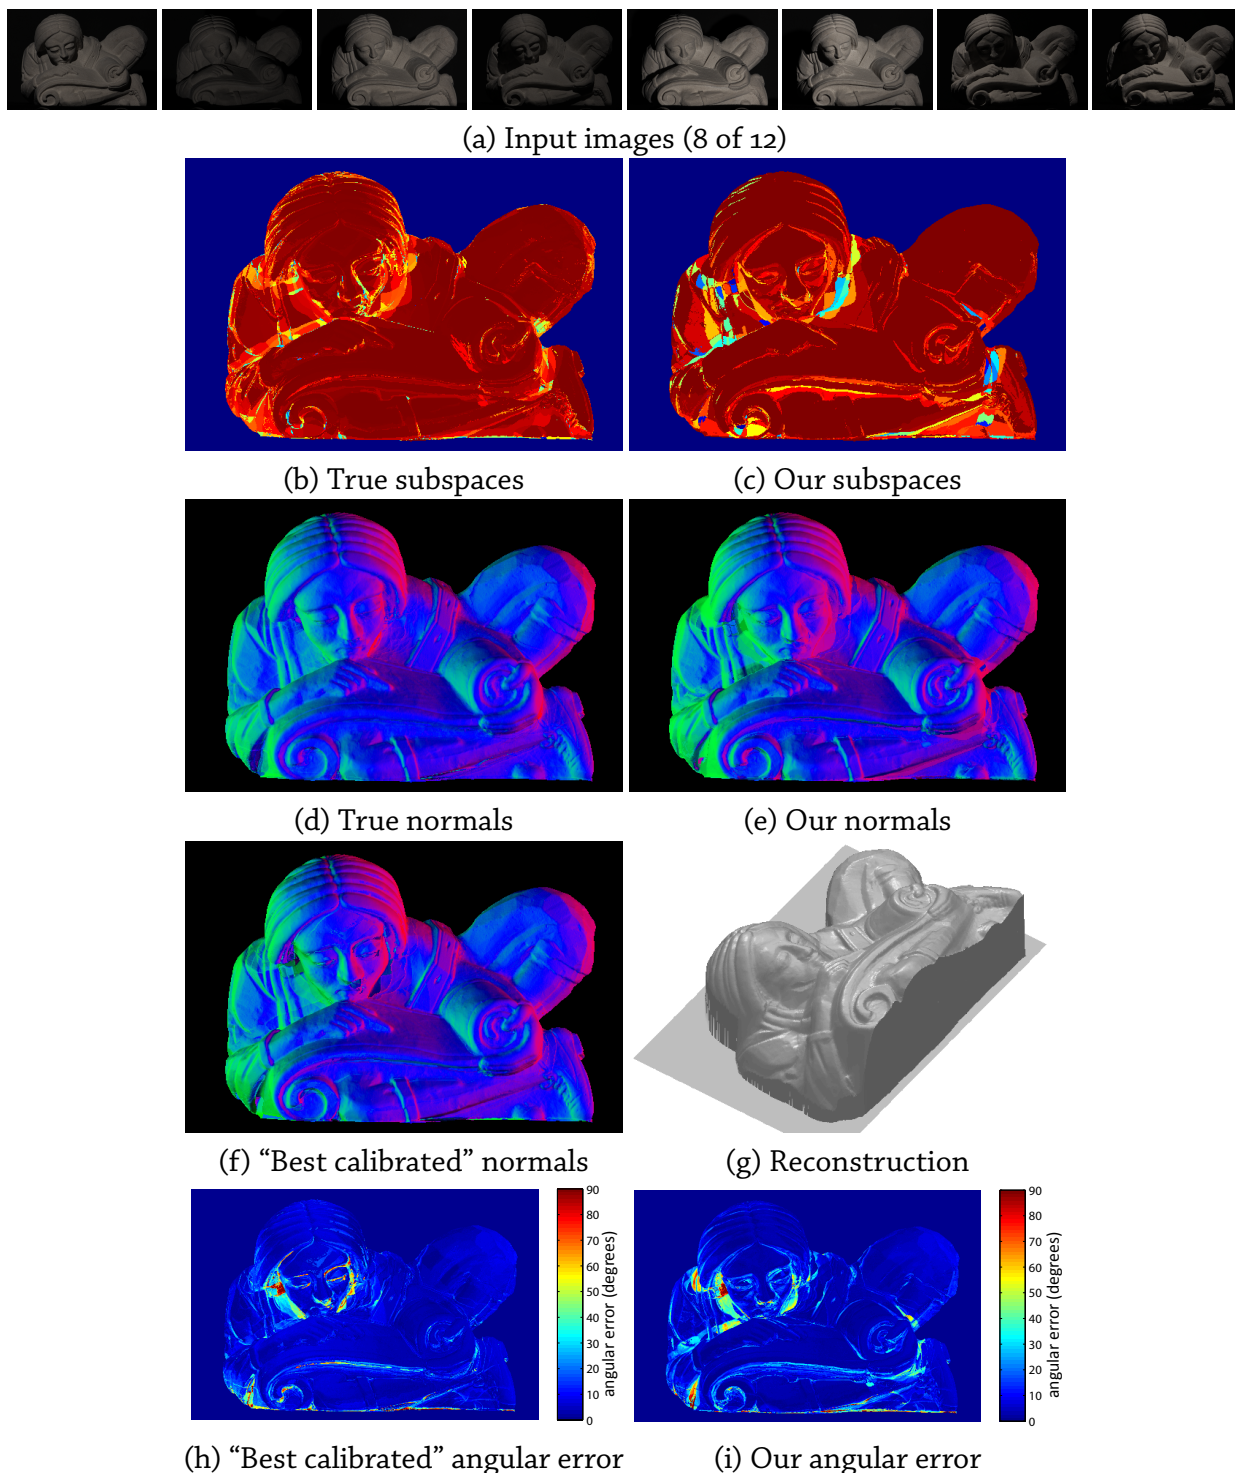 (a) Input images (8 of 12)
(b) True subspaces
(c) Our subspaces
(d) True normals
(e) Our normals
(f) “Best calibrated” normals
(g) Reconstruction
90
80
70
60
50
40
30
20
10
0
angular error (degrees)
90
80
70
60
50
40
30
20
10
0
angular error (degrees)
(h) “Best calibrated” angular error
(i) Our angular error